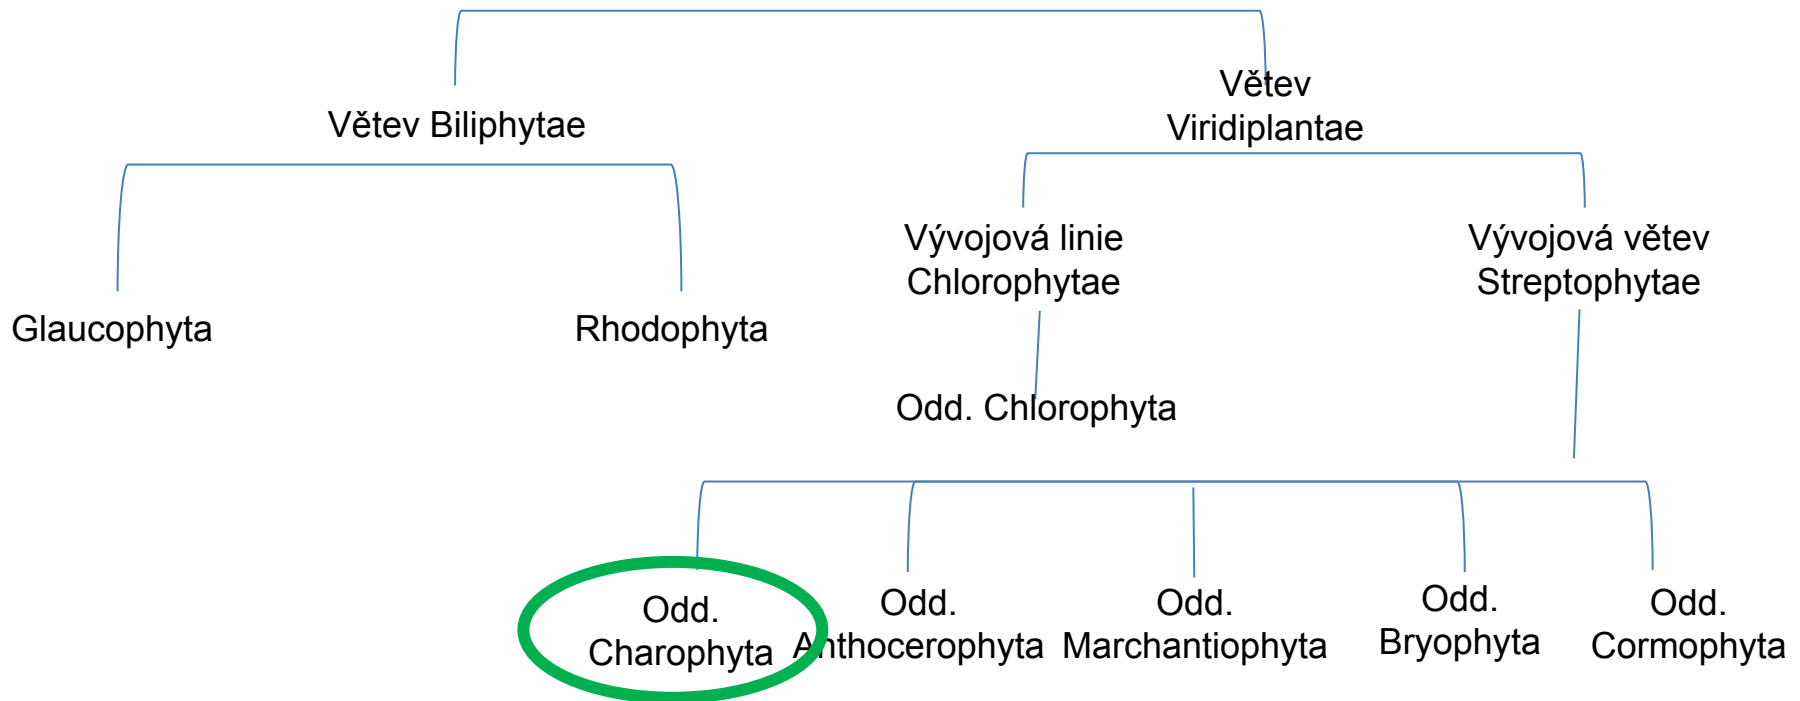 Větev Biliphytae
Větev
Viridiplantae
Vývojová linie
Chlorophytae
Vývojová větev
Streptophytae
Glaucophyta
Rhodophyta
Odd. Chlorophyta
Odd.
Charophyta
Odd.
Anthocerophyta
Odd.
Marchantiophyta
Odd.
Bryophyta
Odd.
Cormophyta